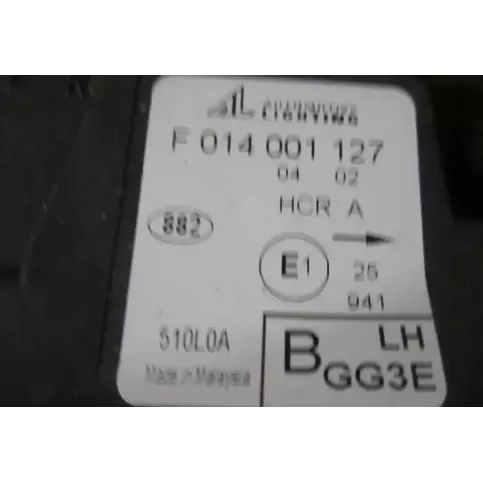 AL AUTOMOTIVE
LIGHTING
F 014 001 127
04 02
HCR A
882
E1
25
941
510L0A
Made in Malaysia
B LH
GG3E